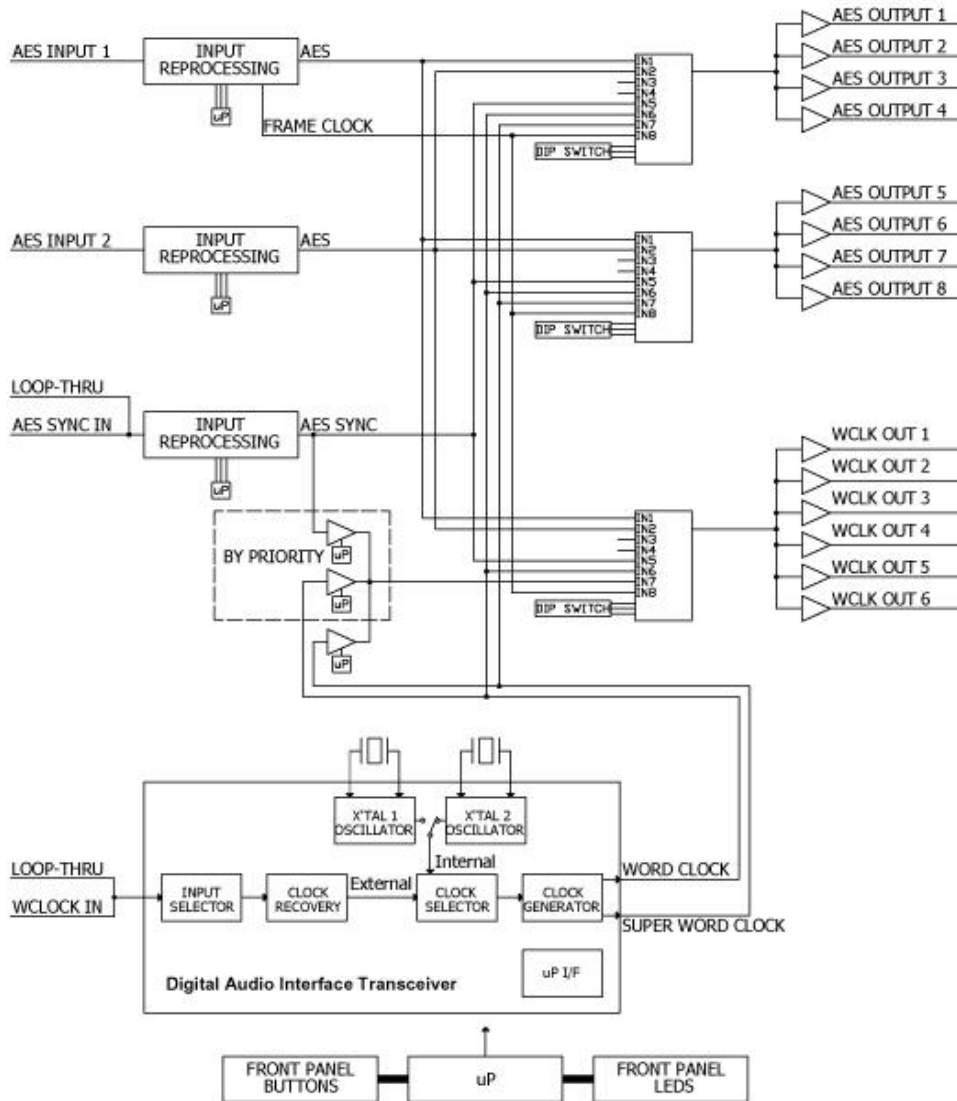 AES INPUT 1
INPUT
REPROCESSING
AES
uP
FRAME CLOCK
IN1
IN2
IN3
IN4
IN5
IN6
IN7
IN8
DIP SWITCH
AES OUTPUT 1
AES OUTPUT 2
AES OUTPUT 3
AES OUTPUT 4
AES INPUT 2
INPUT
REPROCESSING
AES
uP
IN1
IN2
IN3
IN4
IN5
IN6
IN7
IN8
DIP SWITCH
AES OUTPUT 5
AES OUTPUT 6
AES OUTPUT 7
AES OUTPUT 8
LOOP-THRU
AES SYNC IN
INPUT
REPROCESSING
AES SYNC
uP
BY PRIORITY
uP
uP
uP
IN1
IN2
IN3
IN4
IN5
IN6
IN7
IN8
DIP SWITCH
WCLK OUT 1
WCLK OUT 2
WCLK OUT 3
WCLK OUT 4
WCLK OUT 5
WCLK OUT 6
X'TAL 1
OSCILLATOR
X'TAL 2
OSCILLATOR
Internal
LOOP-THRU
WCLOCK IN
INPUT
SELECTOR
CLOCK
RECOVERY
External
CLOCK
SELECTOR
CLOCK
GENERATOR
WORD CLOCK
SUPER WORD CLOCK
uP I/F
Digital Audio Interface Transceiver
FRONT PANEL
BUTTONS
uP
FRONT PANEL
LEDS